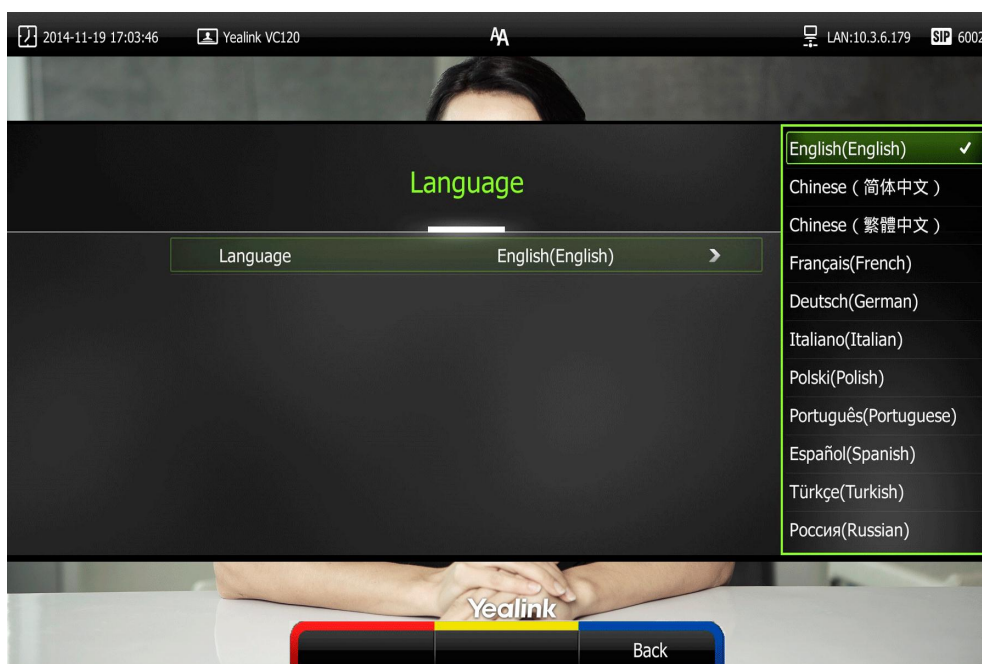 2014-11-19 17:03:46 Yealink VC120 AA LAN:10.3.6.179 SIP 6002
Language
Language English(English)
English(English)
Chinese（简体中文）
Chinese（繁體中文）
Français(French)
Deutsch(German)
Italiano(Italian)
Polski(Polish)
Português(Portuguese)
Español(Spanish)
Türkçe(Turkish)
Россия(Russian)
Yealink
Back